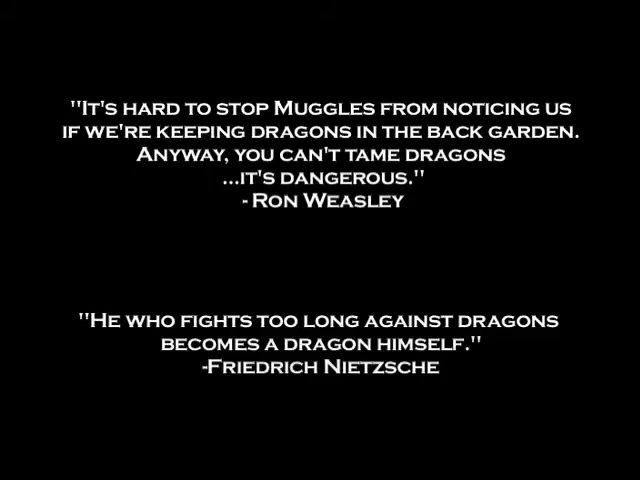 "It's hard to stop Muggles from noticing us
if we're keeping dragons in the back garden.
Anyway, you can't tame dragons
...it's dangerous."
- Ron Weasley
"He who fights too long against dragons
becomes a dragon himself."
-Friedrich Nietzsche